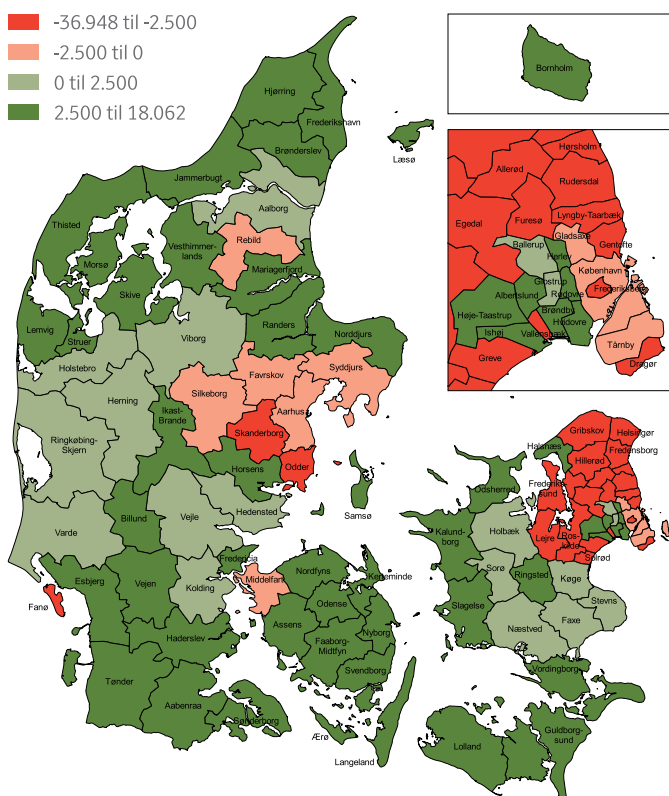 -36.948 til -2.500
-2.500 til 0
0 til 2.500
2.500 til 18.062
Hjørring
Frederikshavn
Brønderslev
Læsø
Jammerbugt
Aalborg
Thisted
Vesthimmer-
lands
Rebild
Morsø
Mariagerfjord
Skive
Lemvig
Struer
Randers
Norddjurs
Viborg
Holstebro
Favrskov
Syddjurs
Herning
Silkeborg
Aarhus
Ikast-
Brande
Ringkøbing-
Skjern
Skanderborg
Odder
Horsens
Samsø
Billund
Vejle
Hedensted
Varde
Fredericia
Esbjerg
Vejen
Kolding
Middelfart
Nordfyns
Kerteminde
Fanø
Odense
Assens
Nyborg
Haderslev
Faaborg-
Midtfyn
Svendborg
Tønder
Aabenraa
Sønderborg
Ærø
Langeland
Bornholm
Hørsholm
Allerød
Rudersdal
Egedal
Furesø
Lyngby-Taarbæk
Gladsaxe
Ballerup
Gentofte
Herlev
København
Glostrup
Frederiksberg
Albertslund
Rødovre
Høje-Taastrup
Brøndby
Hvidovre
Ishøj
Vallensbæk
Tårnby
Greve
Dragør
Gribskov
Helsingør
Halsnæs
Fredensborg
Hillerød
Odsherred
Frederiks-
sund
Kalund-
borg
Holbæk
Lejre
Ros-
kilde
Solrød
Sorø
Ringsted
Køge
Slagelse
Stevns
Næstved
Faxe
Vordingborg
Guldborg-
sund
Lolland